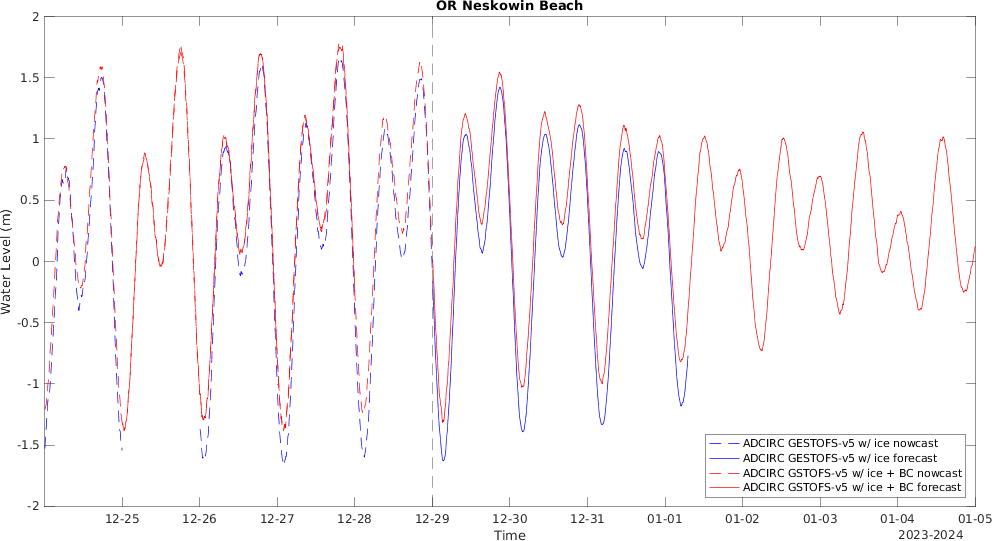 OR Neskowin Beach
2
1.5
1
0.5
0
-0.5
-1
-1.5
-2
Water Level (m)
12-25 12-26 12-27 12-28 12-29 12-30 12-31 01-01 01-02 01-03 01-04 01-05
Time
2023-2024
ADCIRC GESTOFS-v5 w/ ice nowcast
ADCIRC GESTOFS-v5 w/ ice forecast
ADCIRC GSTOFS-v5 w/ ice + BC nowcast
ADCIRC GSTOFS-v5 w/ ice + BC forecast